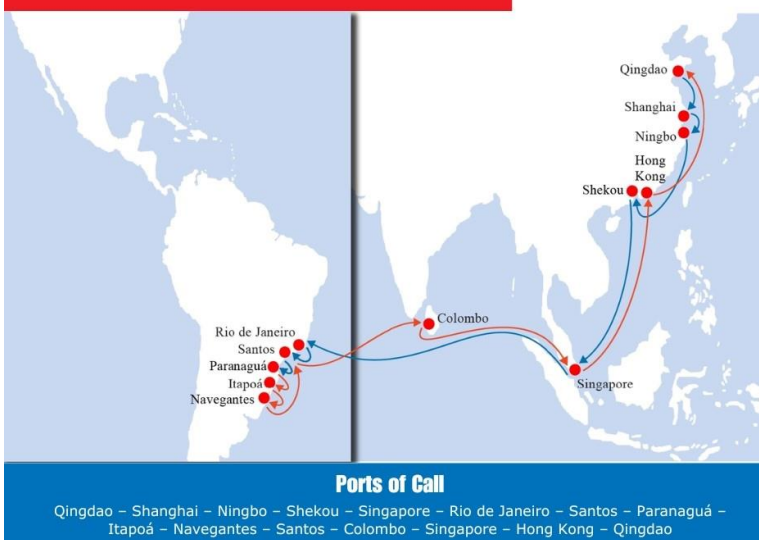 Qingdao
Shanghai
Ningbo
Hong
Kong
Shekou
Colombo
Rio de Janeiro
Santos
Paranaguá
Itapoá
Navegantes
Singapore
Ports of Call
Qingdao – Shanghai – Ningbo – Shekou – Singapore – Rio de Janeiro – Santos – Paranaguá –
Itapoá – Navegantes – Santos – Colombo – Singapore – Hong Kong – Qingdao